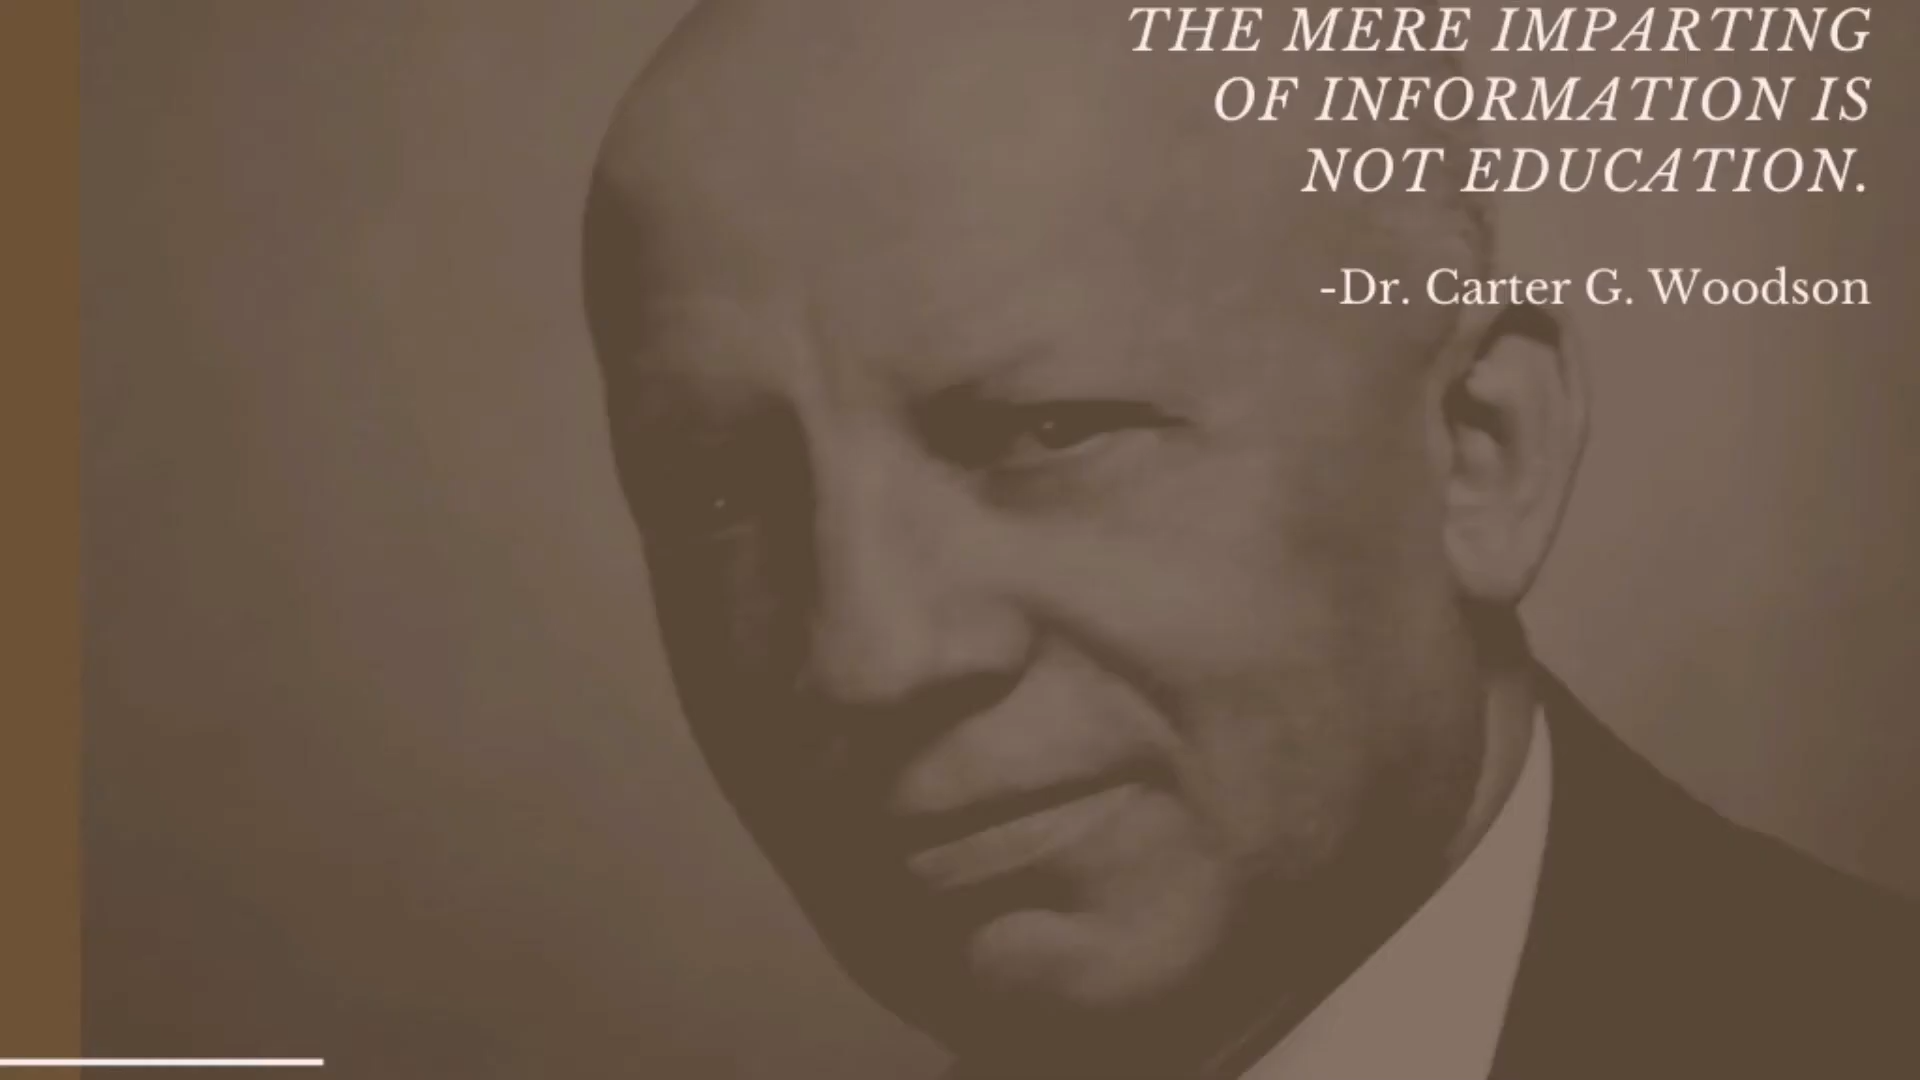 THE MERE IMPARTING
OF INFORMATION IS
NOT EDUCATION.
-Dr. Carter G. Woodson